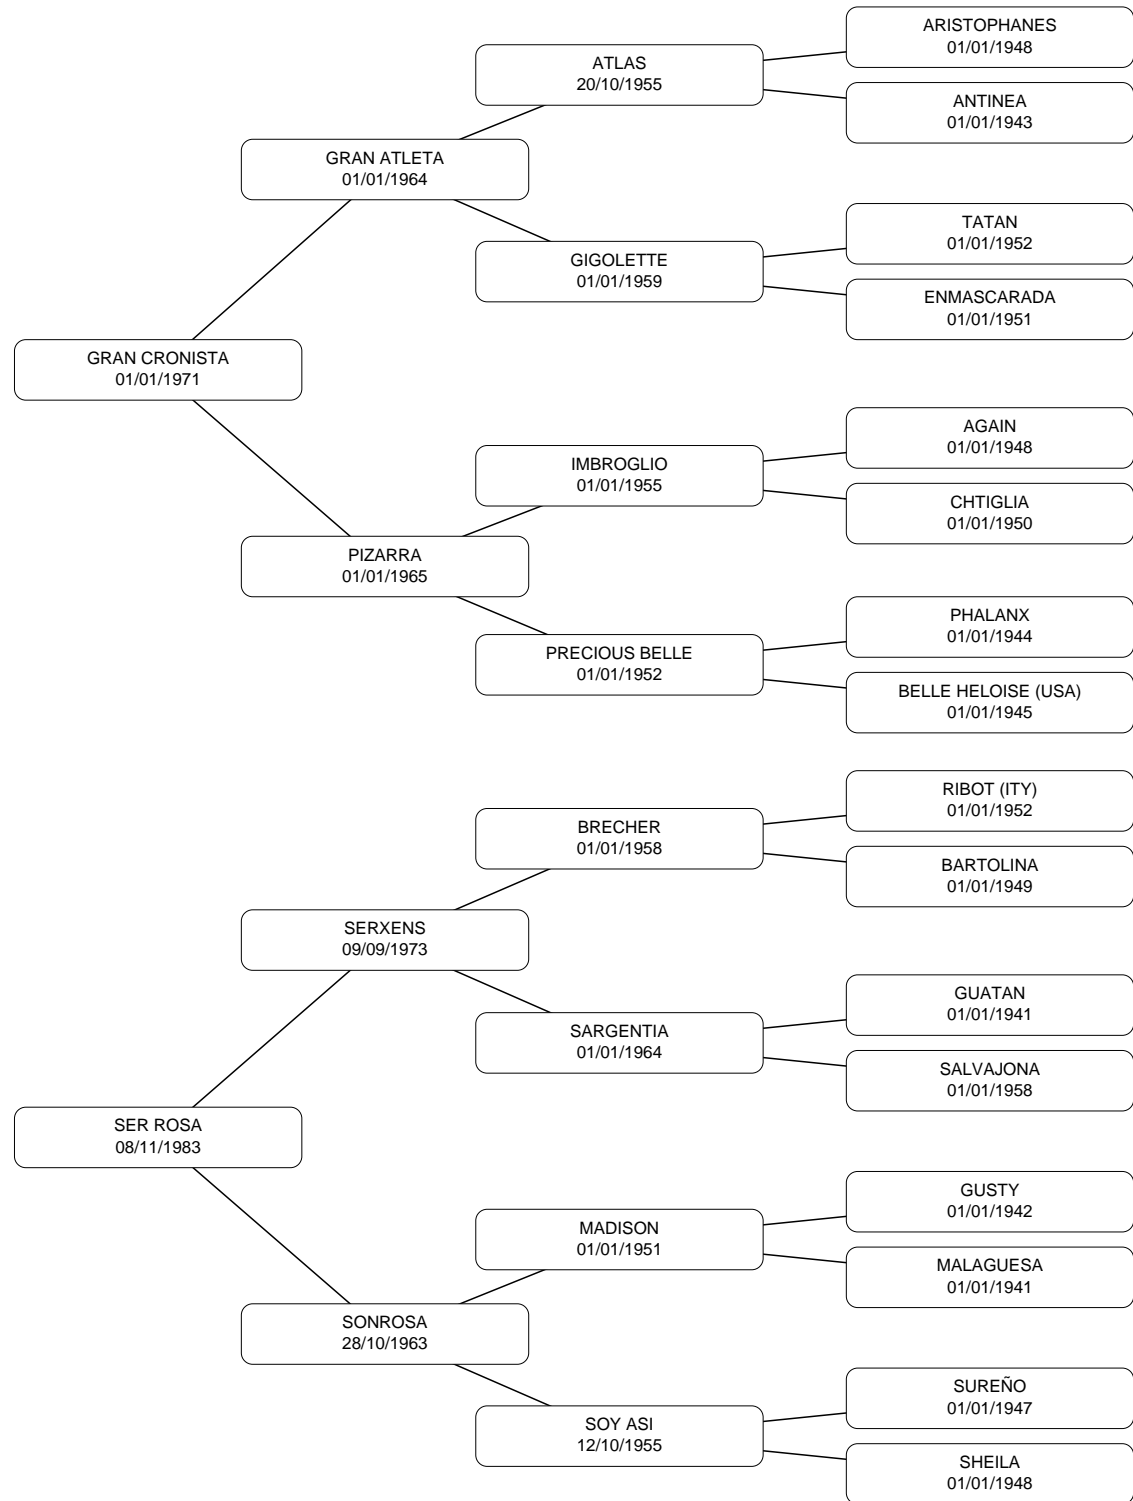 ARISTOPHANES
01/01/1948
ATLAS
20/10/1955
ANTINEA
01/01/1943
GRAN ATLETA
01/01/1964
TATAN
01/01/1952
GIGOLETTE
01/01/1959
ENMASCARADA
01/01/1951
GRAN CRONISTA
01/01/1971
AGAIN
01/01/1948
IMBROGLIO
01/01/1955
CHTIGLIA
01/01/1950
PIZARRA
01/01/1965
PHALANX
01/01/1944
PRECIOUS BELLE
01/01/1952
BELLE HELOISE (USA)
01/01/1945
RIBOT (ITY)
01/01/1952
BRECHER
01/01/1958
BARTOLINA
01/01/1949
SERXENS
09/09/1973
GUATAN
01/01/1941
SARGENTIA
01/01/1964
SALVAJONA
01/01/1958
SER ROSA
08/11/1983
GUSTY
01/01/1942
MADISON
01/01/1951
MALAGUESA
01/01/1941
SONROSA
28/10/1963
SUREÑO
01/01/1947
SOY ASI
12/10/1955
SHEILA
01/01/1948